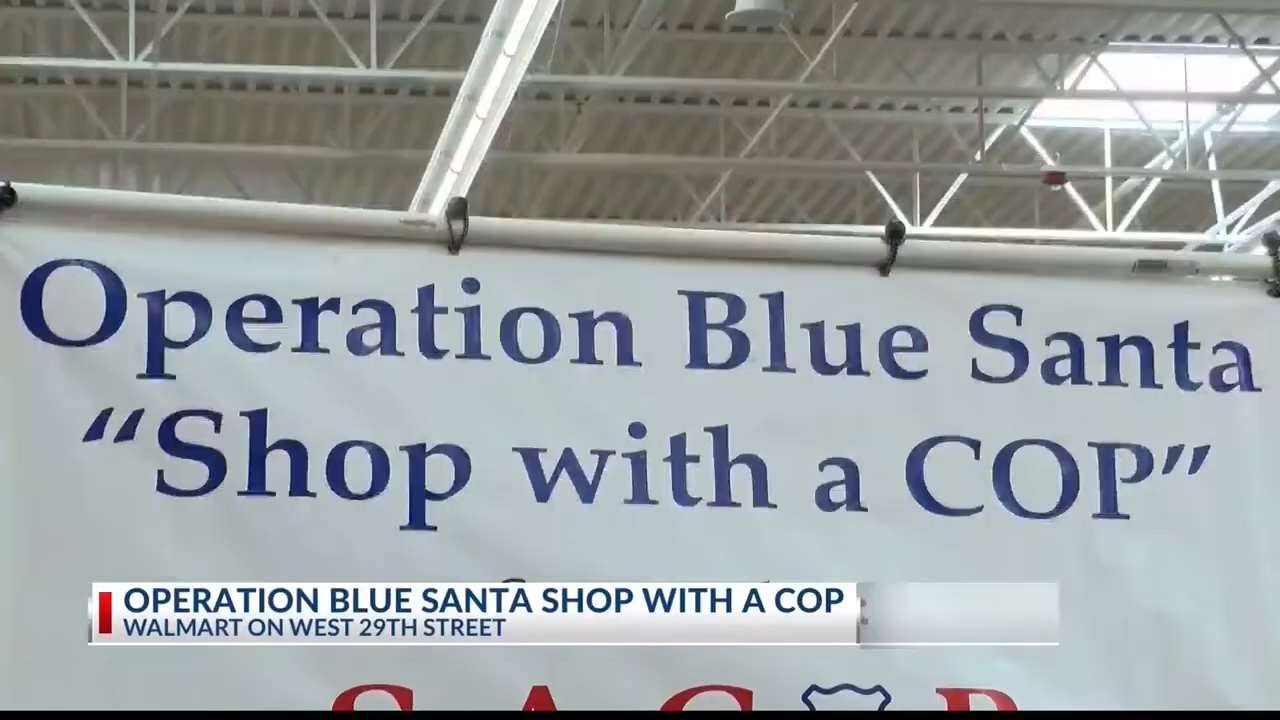 Operation Blue Santa
“Shop with a COP”
OPERATION BLUE SANTA SHOP WITH A COP
WALMART ON WEST 29TH STREET